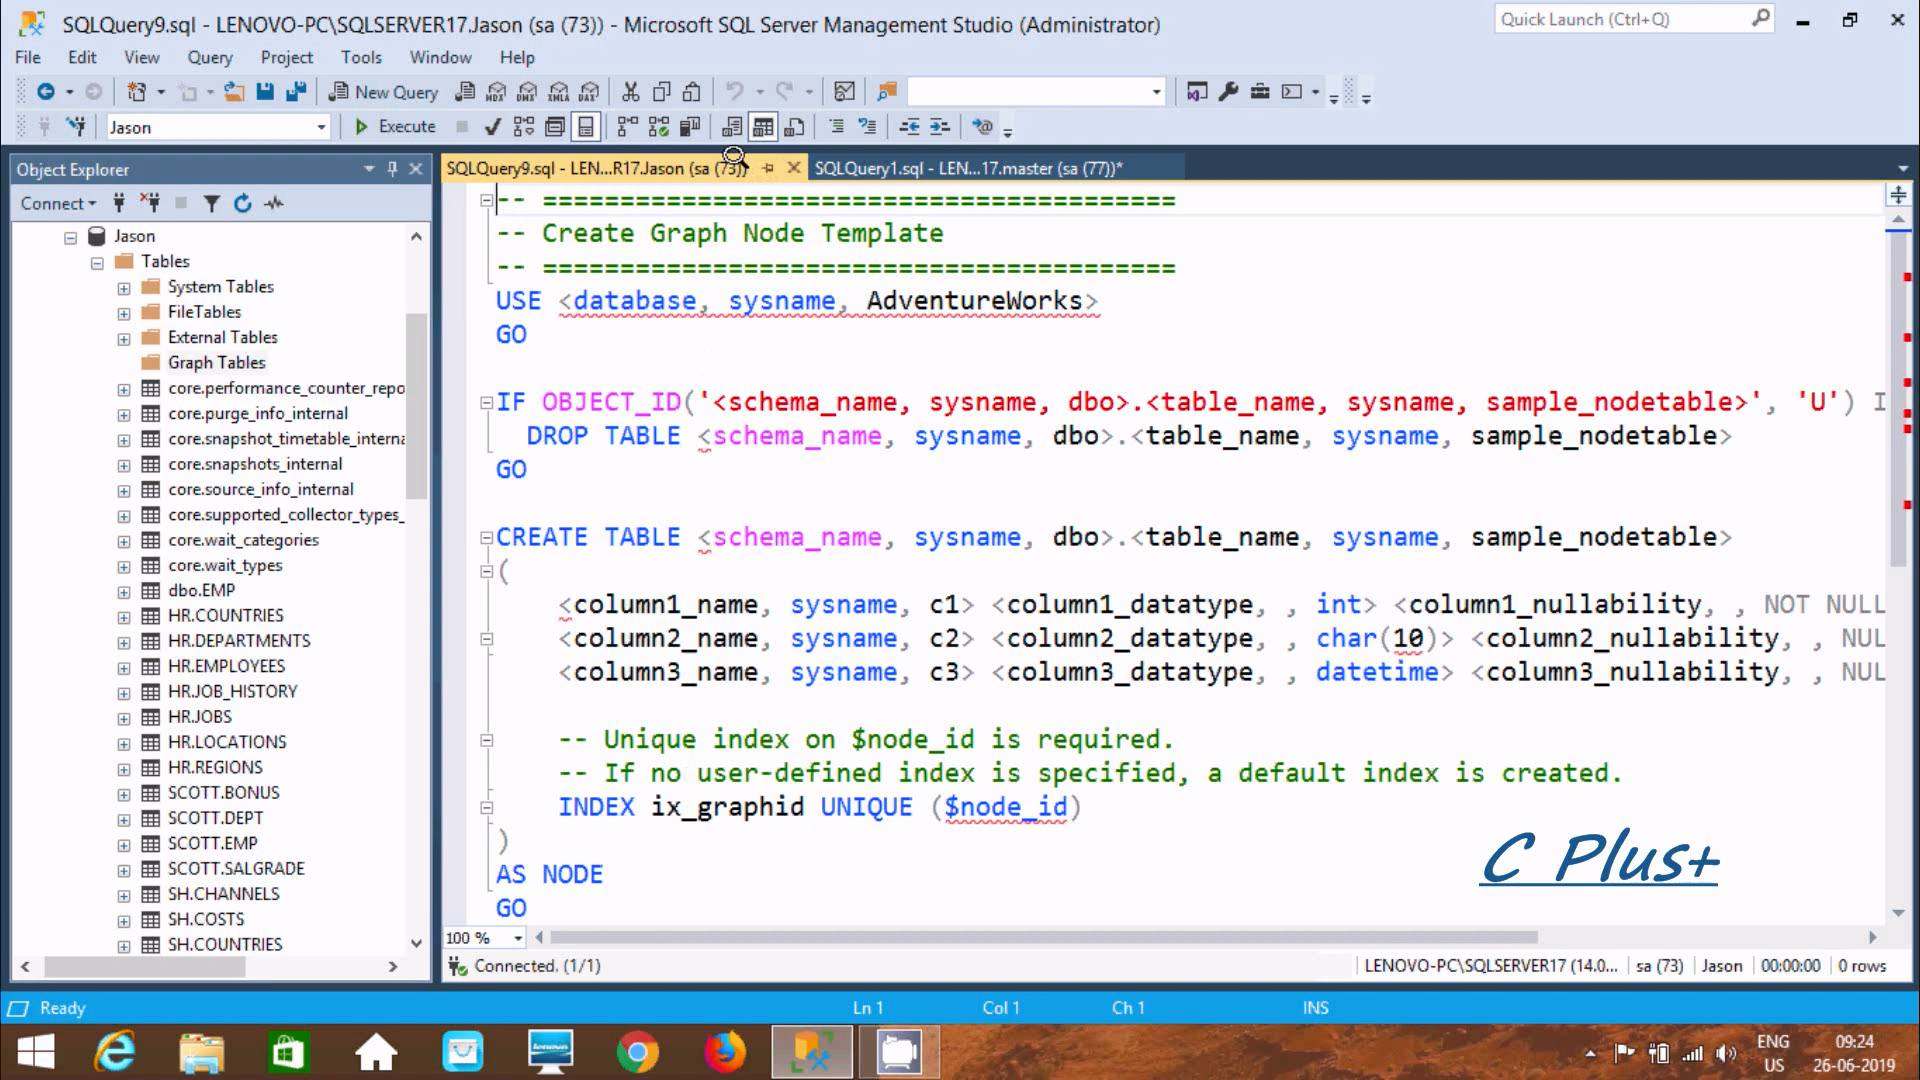 SQLQuery9.sql - LENOVO-PC\SQLSERVER17.Jason (sa (73)) - Microsoft SQL Server Management Studio (Administrator)
Quick Launch (Ctrl+Q)
File Edit View Query Project Tools Window Help
New Query MDX DMX XMLA DAX
Jason Execute
Object Explorer
SQLQuery9.sql - LEN...R17.Jason (sa (73))
SQLQuery1.sql - LEN...17.master (sa (77))*
Connect
Jason
Tables
System Tables
FileTables
External Tables
Graph Tables
core.performance_counter_repo
core.purge_info_internal
core.snapshot_timetable_interna
core.snapshots_internal
core.source_info_internal
core.supported_collector_types_
core.wait_categories
core.wait_types
dbo.EMP
HR.COUNTRIES
HR.DEPARTMENTS
HR.EMPLOYEES
HR.JOB_HISTORY
HR.JOBS
HR.LOCATIONS
HR.REGIONS
SCOTT.BONUS
SCOTT.DEPT
SCOTT.EMP
SCOTT.SALGRADE
SH.CHANNELS
SH.COSTS
SH.COUNTRIES
-- =========================================
-- Create Graph Node Template
-- =========================================
USE <database, sysname, AdventureWorks>
GO
IF OBJECT_ID('<schema_name, sysname, dbo>.<table_name, sysname, sample_nodetable>', 'U') I
DROP TABLE <schema_name, sysname, dbo>.<table_name, sysname, sample_nodetable>
GO
CREATE TABLE <schema_name, sysname, dbo>.<table_name, sysname, sample_nodetable>
(
<column1_name, sysname, c1> <column1_datatype, , int> <column1_nullability, , NOT NULL
<column2_name, sysname, c2> <column2_datatype, , char(10)> <column2_nullability, , NUL
<column3_name, sysname, c3> <column3_datatype, , datetime> <column3_nullability, , NUL
-- Unique index on $node_id is required.
-- If no user-defined index is specified, a default index is created.
INDEX ix_graphid UNIQUE ($node_id)
)
AS NODE
GO
C Plus+
100 %
Connected. (1/1)
LENOVO-PC\SQLSERVER17 (14.0... sa (73) Jason 00:00:00 0 rows
Ready Ln 1 Col 1 Ch 1 INS
ENG
US
09:24
26-06-2019